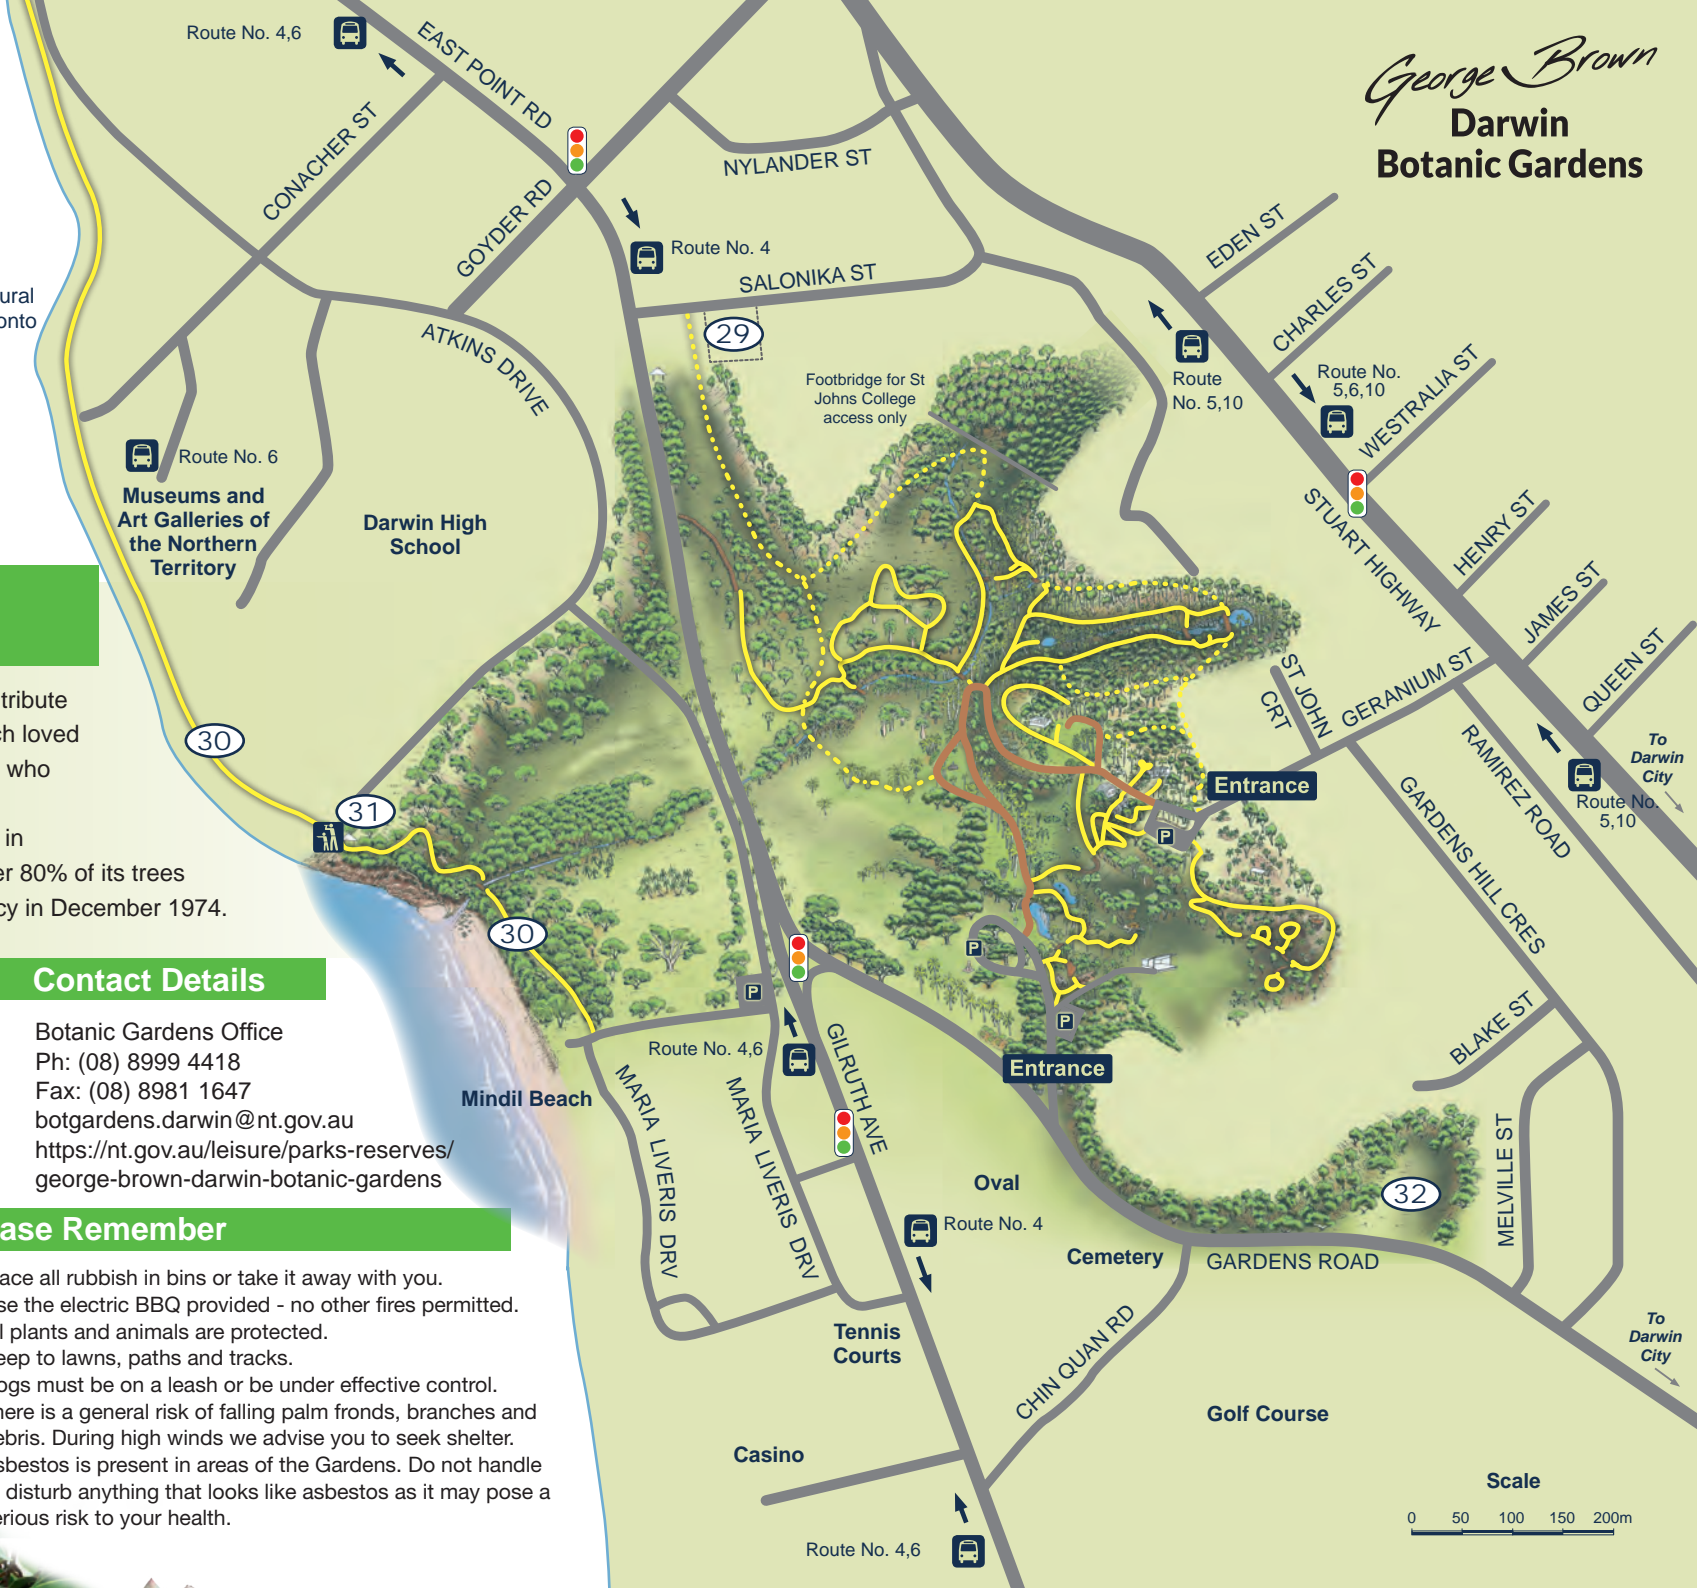 George Brown
Darwin
Botanic Gardens
Route No. 4,6
EAST POINT RD
CONACHER ST
GOYDER RD
NYLANDER ST
Route No. 4
SALONIKA ST
29
ATKINS DRIVE
Footbridge for St
Johns College
access only
EDEN ST
CHARLES ST
WESTRALIA ST
Route
No. 5,10
Route No.
5,6,10
STUART HIGHWAY
HENRY ST
JAMES ST
QUEEN ST
ST JOHN
CRT
GERANIUM ST
RAMIREZ ROAD
GARDENS HILL CRES
To
Darwin
City
Route No.
5,10
Entrance
P
Route No. 6
Museums and
Art Galleries of
the Northern
Territory
Darwin High
School
ural
onto
30
31
30
tribute
ch loved
who
in
er 80% of its trees
cy in December 1974.
Contact Details
Botanic Gardens Office
Ph: (08) 8999 4418
Fax: (08) 8981 1647
botgardens.darwin@nt.gov.au
https://nt.gov.au/leisure/parks-reserves/
george-brown-darwin-botanic-gardens
ase Remember
ace all rubbish in bins or take it away with you.
se the electric BBQ provided - no other fires permitted.
l plants and animals are protected.
eep to lawns, paths and tracks.
ogs must be on a leash or be under effective control.
here is a general risk of falling palm fronds, branches and
ebris. During high winds we advise you to seek shelter.
sbestos is present in areas of the Gardens. Do not handle
disturb anything that looks like asbestos as it may pose a
erious risk to your health.
P
P
P
Entrance
Route No. 4,6
GILRUTH AVE
MARIA LIVERIS DRV
MARIA LIVERIS DRV
Mindil Beach
Oval
Route No. 4
Cemetery
GARDENS ROAD
32
BLAKE ST
MELVILLE ST
Tennis
Courts
CHIN QUAN RD
Golf Course
To
Darwin
City
Casino
Route No. 4,6
Scale
0 50 100 150 200m